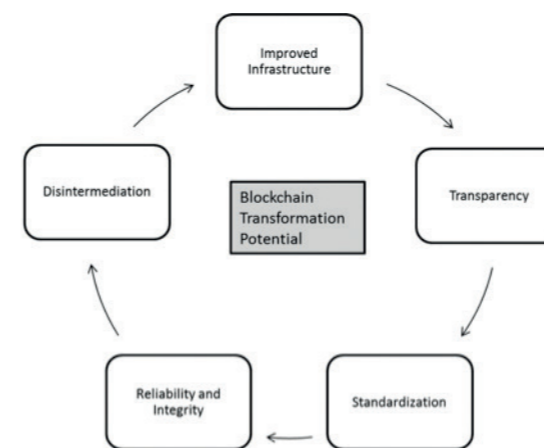 Improved
Infrastructure
Disintermediation
Blockchain
Transformation
Potential
Transparency
Reliability and
Integrity
Standardization